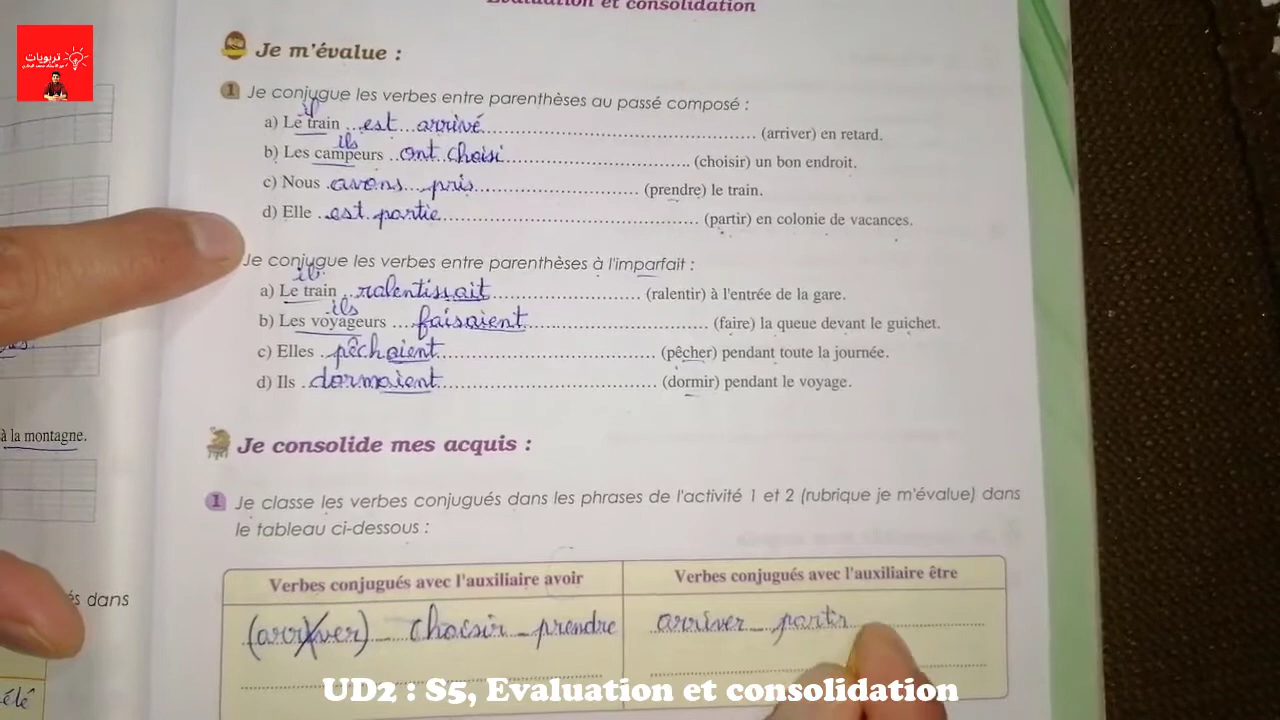 تربويات
Evaluation et consolidation
Je m'évalue :
1 Je conjugue les verbes entre parenthèses au passé composé :
il
a) Le train est arrivé (arriver) en retard.
ils
b) Les campeurs ont choisi (choisir) un bon endroit.
c) Nous avons pris (prendre) le train.
d) Elle est partie (partir) en colonie de vacances.
Je conjugue les verbes entre parenthèses à l'imparfait :
il
a) Le train ralentissait (ralentir) à l'entrée de la gare.
ils
b) Les voyageurs faisaient (faire) la queue devant le guichet.
c) Elles pêchaient (pêcher) pendant toute la journée.
d) Ils dormaient (dormir) pendant le voyage.
à la montagne.
Je consolide mes acquis :
1 Je classe les verbes conjugués dans les phrases de l'activité 1 et 2 (rubrique je m'évalue) dans
le tableau ci-dessous :
dans
Verbes conjugués avec l'auxiliaire avoir
Verbes conjugués avec l'auxiliaire être
(arriver) - choisir - prendre
arriver - partir
élé
UD2 : S5, Evaluation et consolidation